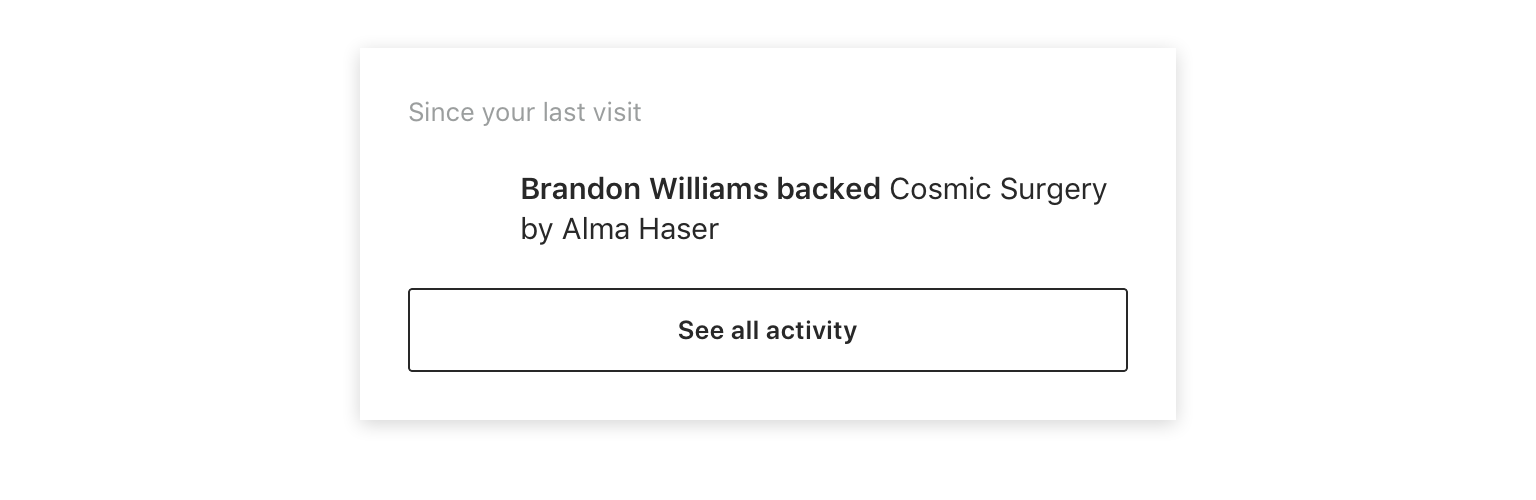 Since your last visit
Brandon Williams backed Cosmic Surgery
by Alma Haser
See all activity